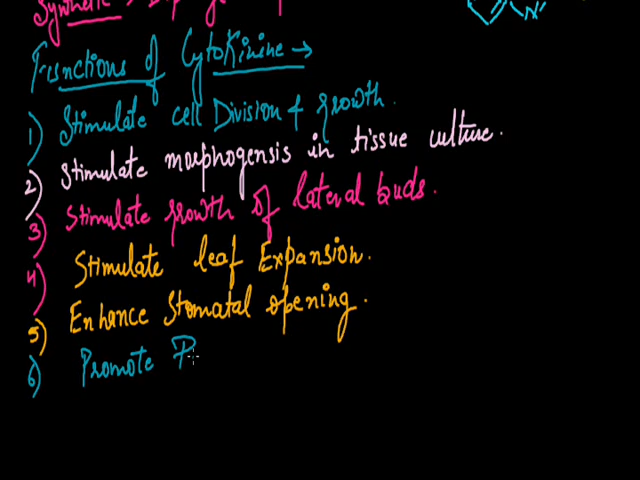 Synthetic →
Functions of Cytokinine →
1) Stimulate cell Division & growth.
2) Stimulate morphogensis in tissue culture.
3) Stimulate growth of lateral buds.
4) Stimulate leaf Expansion.
5) Enhance Stomatal opening.
6) Promote P
N